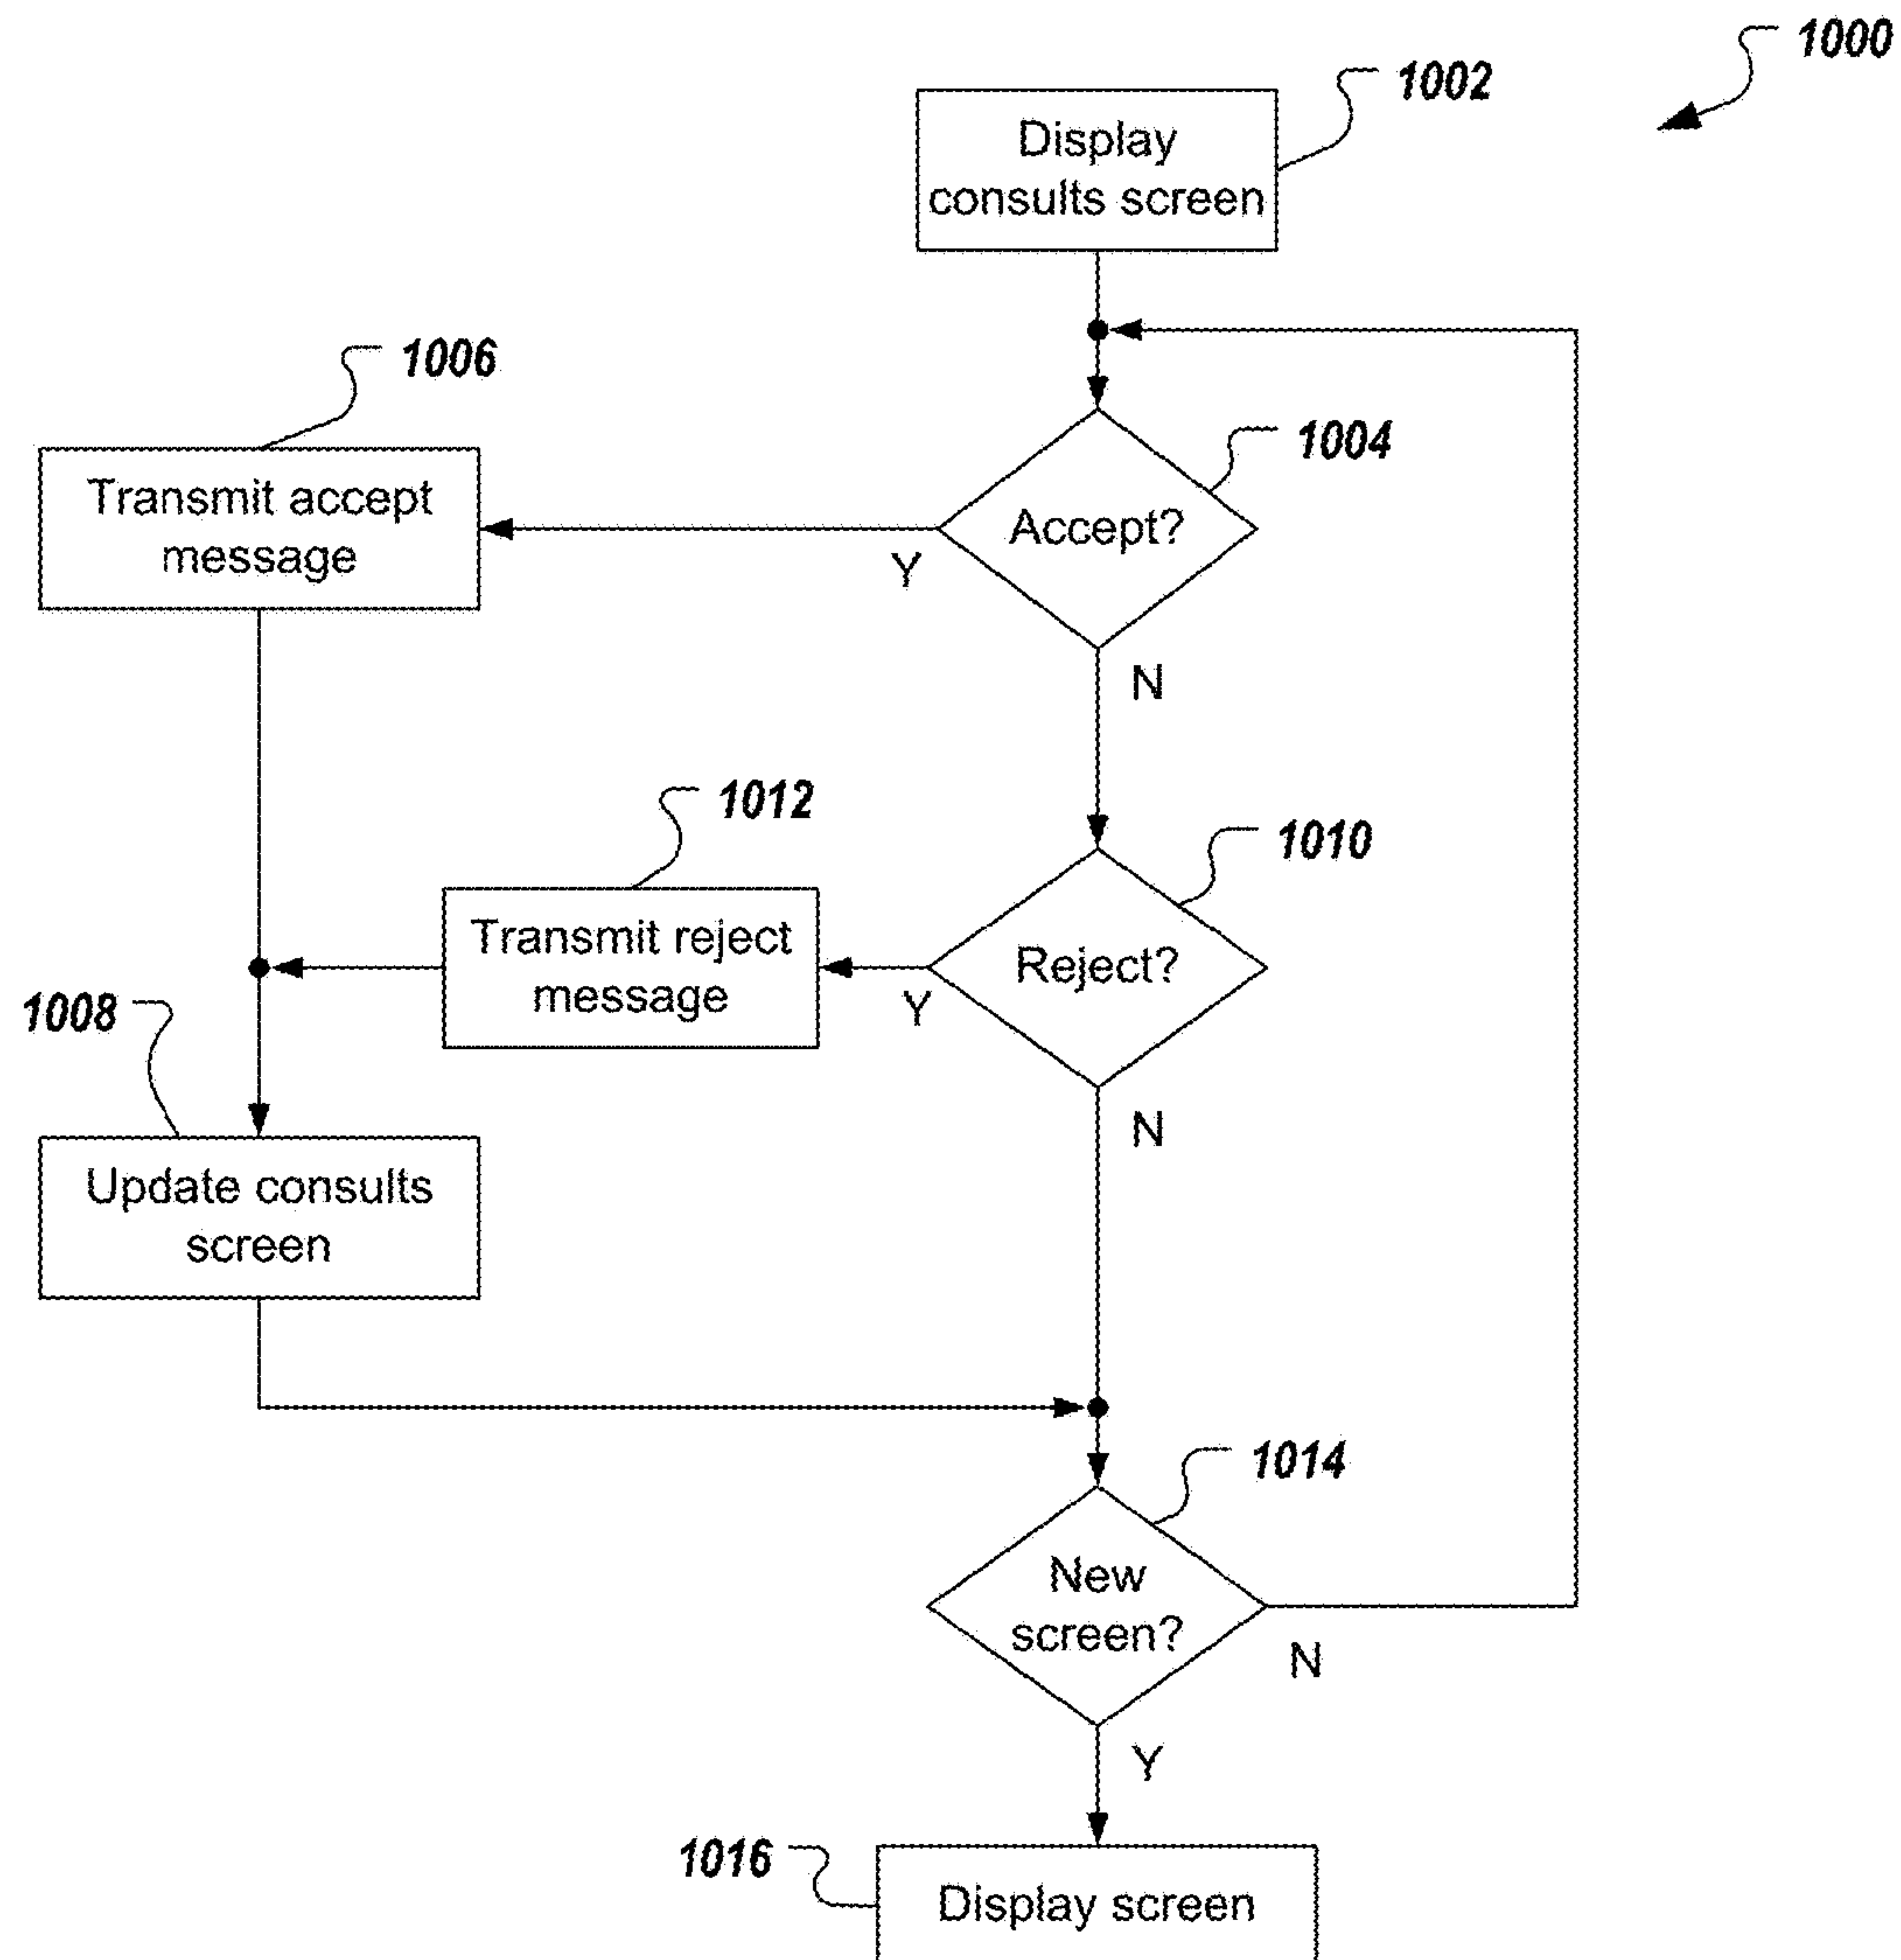 1000
1002
Display
consults screen
1006
1004
Transmit accept
message
Accept?
Y
N
1012
1010
Transmit reject
message
Reject?
Y
1008
N
Update consults
screen
1014
New
screen?
N
Y
1016
Display screen